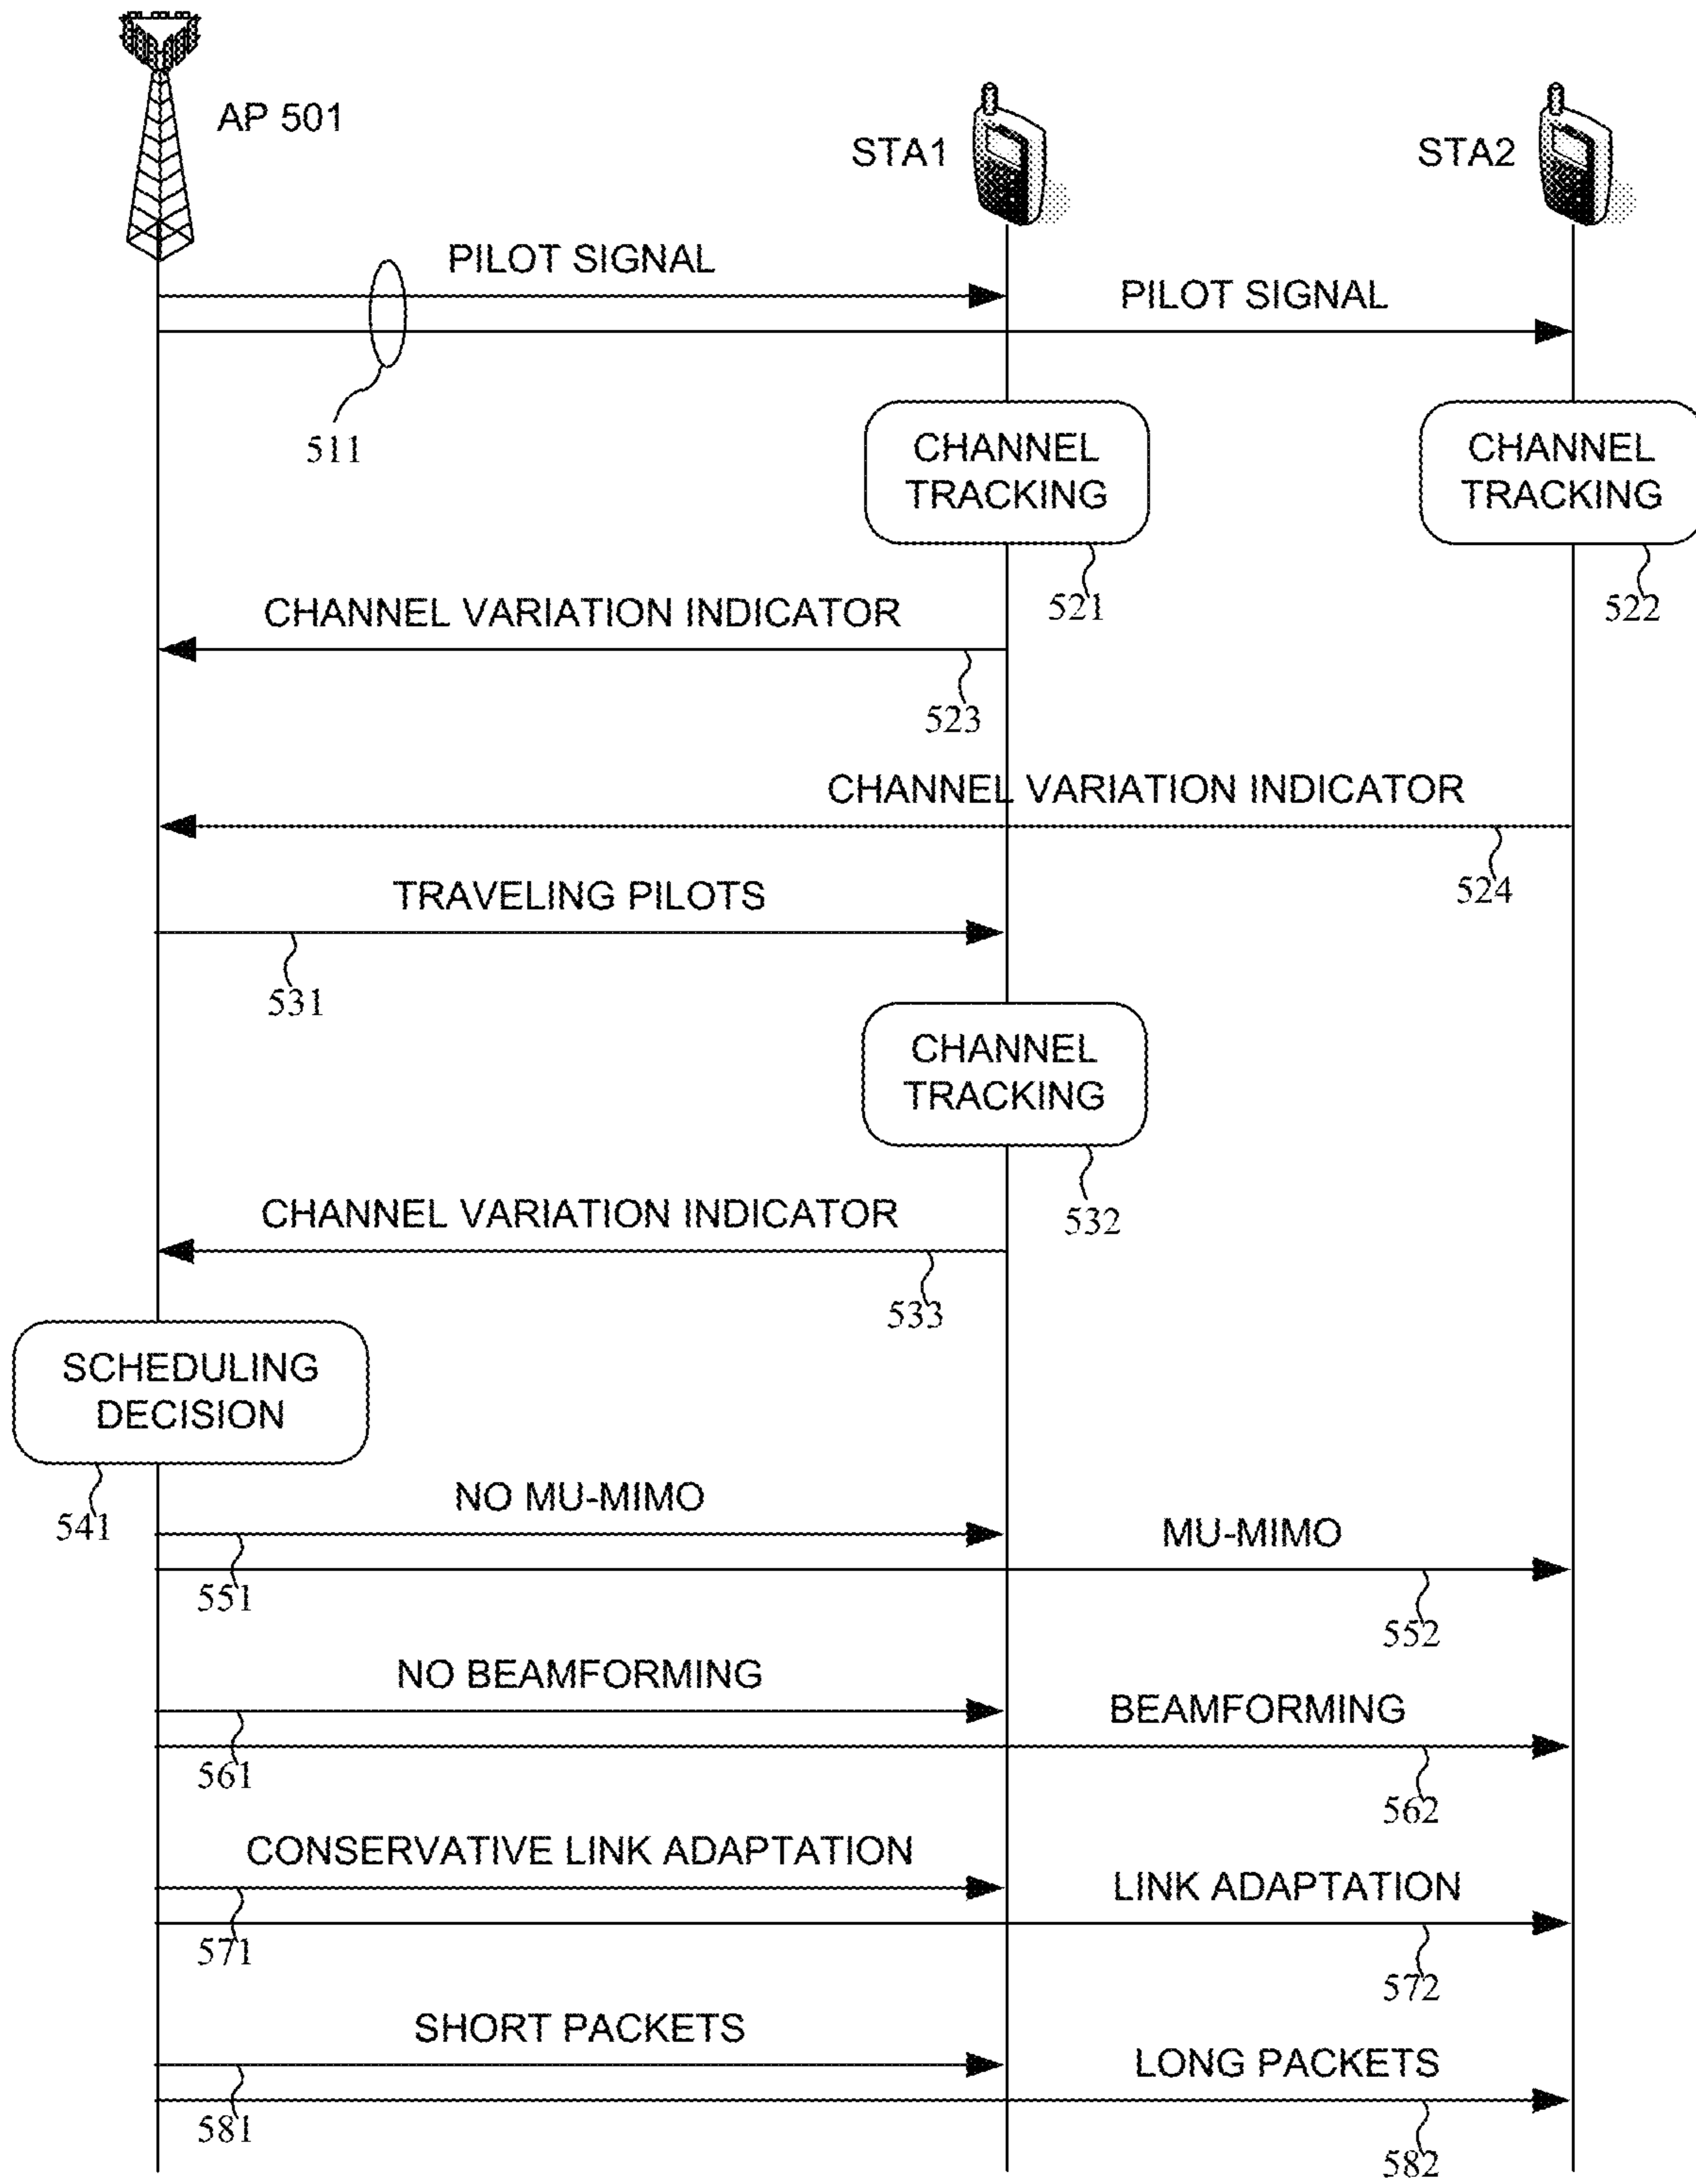 AP 501
STA1
STA2
PILOT SIGNAL
PILOT SIGNAL
511
CHANNEL
TRACKING
CHANNEL
TRACKING
521
522
CHANNEL VARIATION INDICATOR
523
CHANNEL VARIATION INDICATOR
524
TRAVELING PILOTS
531
CHANNEL
TRACKING
532
CHANNEL VARIATION INDICATOR
533
SCHEDULING
DECISION
541
NO MU-MIMO
MU-MIMO
551
552
NO BEAMFORMING
BEAMFORMING
561
562
CONSERVATIVE LINK ADAPTATION
LINK ADAPTATION
571
572
SHORT PACKETS
LONG PACKETS
581
582